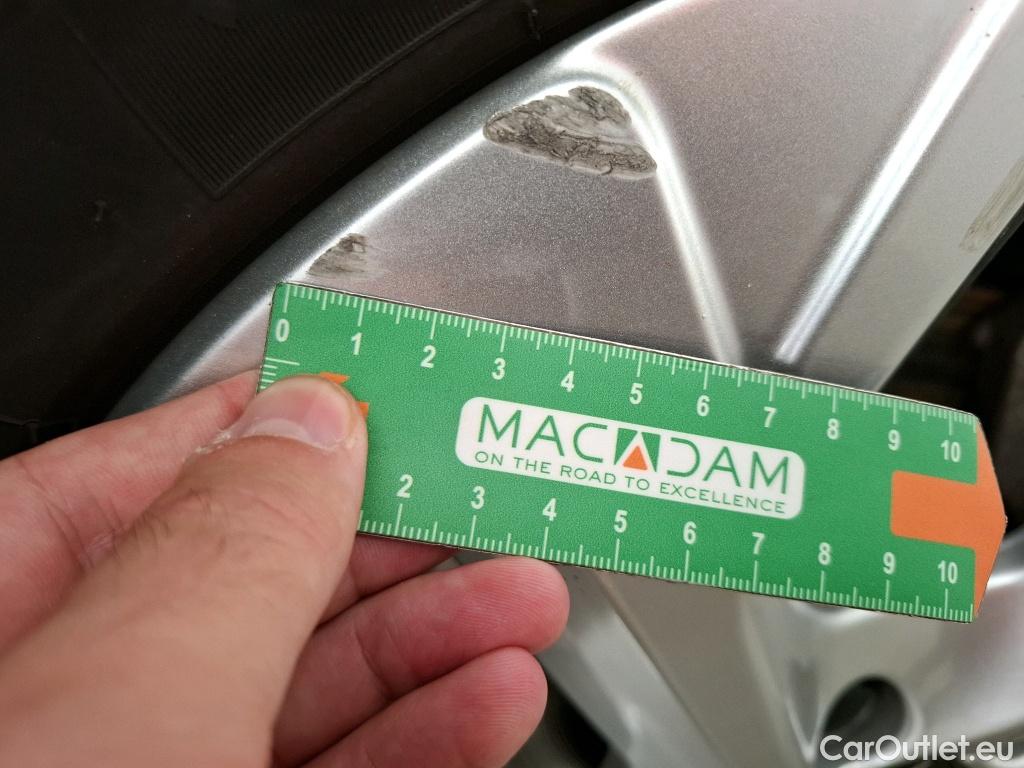 0 1 2 3 4 5 6 7 8 9 10
MACADAM
ON THE ROAD TO EXCELLENCE
2 3 4 5 6 7 8 9 10
CarOutlet.eu